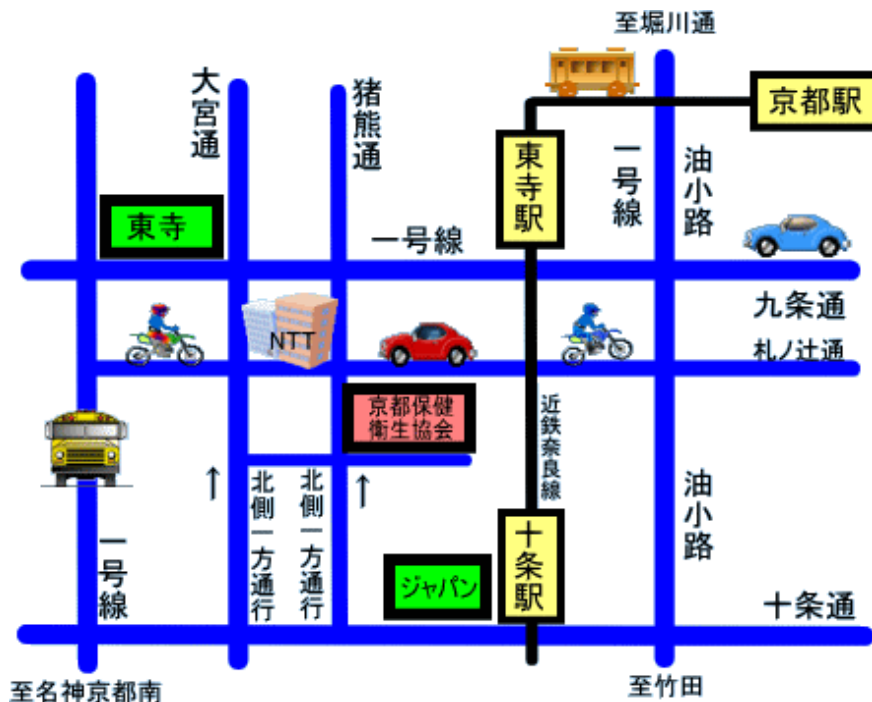 至堀川通
大宮通
猪熊通
京都駅
東寺駅
一号線
油小路
東寺
一号線
九条通
NTT
札ノ辻通
京都保健
衛生協会
近鉄奈良線
↑
北側一方通行
北側一方通行
↑
油小路
一号線
ジャパン
十条駅
十条通
至名神京都南
至竹田